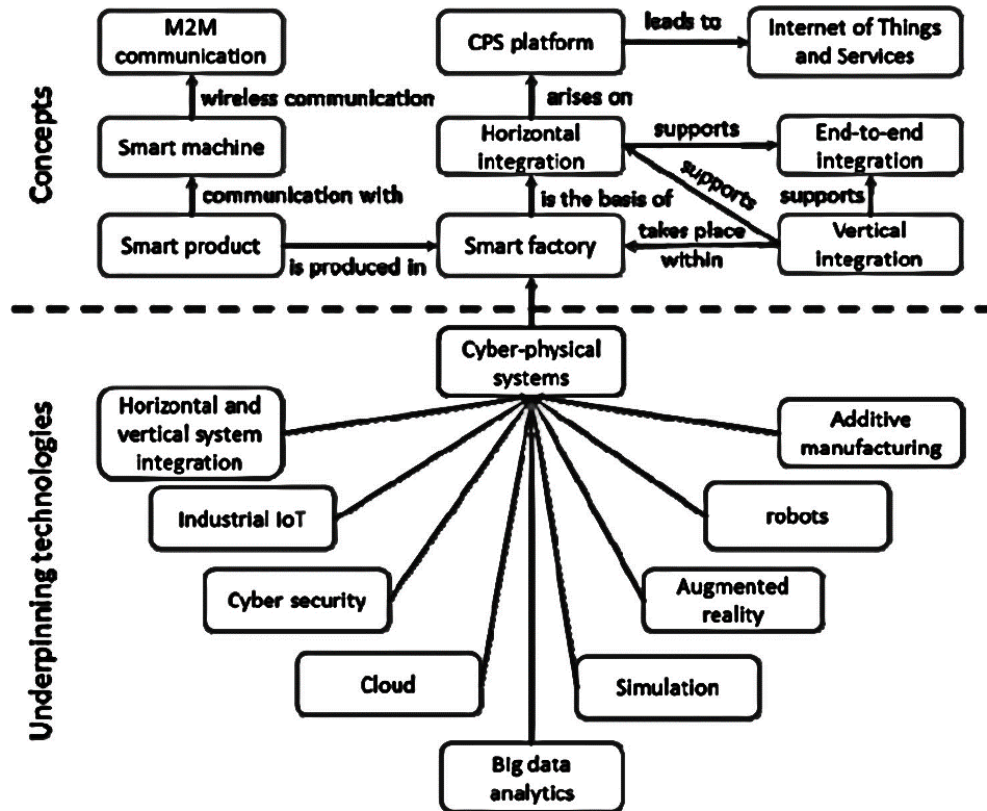 Concepts
M2M
communication
CPS platform
leads to
Internet of Things
and Services
wireless communication
arises on
Smart machine
Horizontal
integration
supports
End-to-end
integration
communication with
is the basis of
supports
supports
Smart product
is produced in
Smart factory
takes place
within
Vertical
integration
Underpinning technologies
Cyber-physical
systems
Horizontal and
vertical system
integration
Additive
manufacturing
Industrial IoT
robots
Cyber security
Augmented
reality
Cloud
Simulation
Big data
analytics